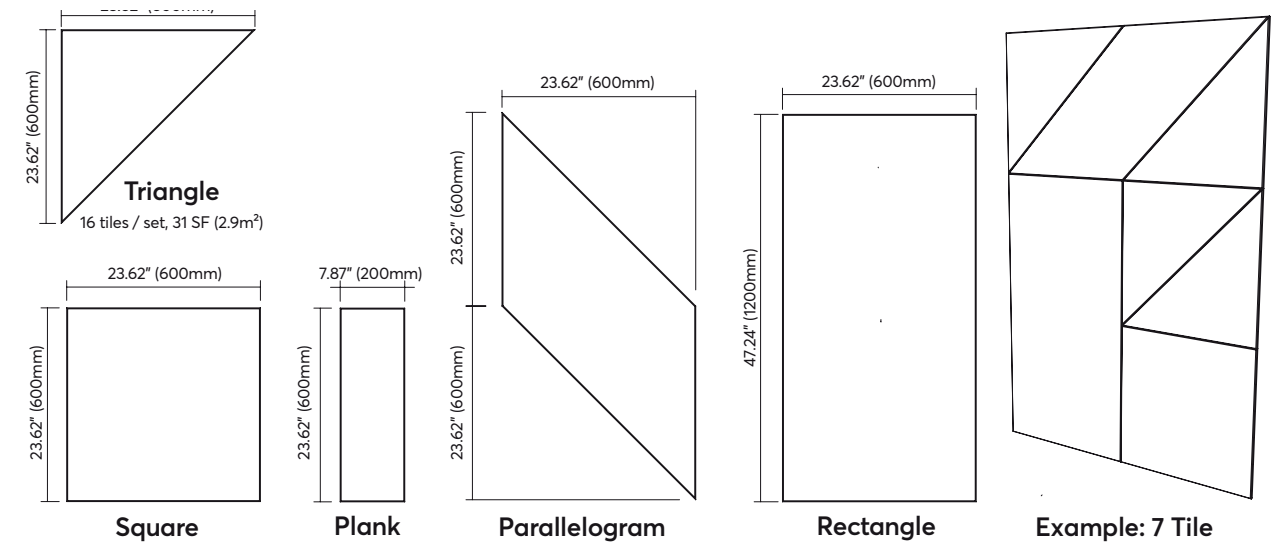 23.62" (600mm)
Triangle
16 tiles / set, 31 SF (2.9m²)
23.62" (600mm)
23.62" (600mm)
Square
7.87" (200mm)
23.62" (600mm)
Plank
23.62" (600mm)
23.62" (600mm)
23.62" (600mm)
Parallelogram
23.62" (600mm)
47.24" (1200mm)
Rectangle
Example: 7 Tile